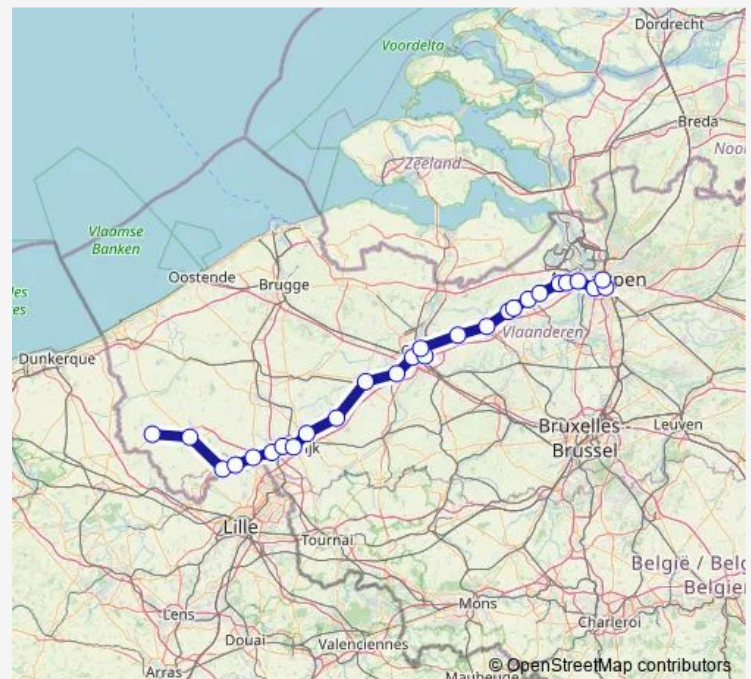 Dordrecht
Voordelta
Breda
Noo
Zeeland
Vlaamse
Banken
Oostende
Brugge
A
pen
es
es
Vlaanderen
Dunkerque
Bruxelles -
Brussel
Leuven
ijk
Lille
Tournai
België / Belg
Belgien
Lens
Mons
Charleroi
Douai
Valenciennes
Arras
Maubeuge
© OpenStreetMap contributors